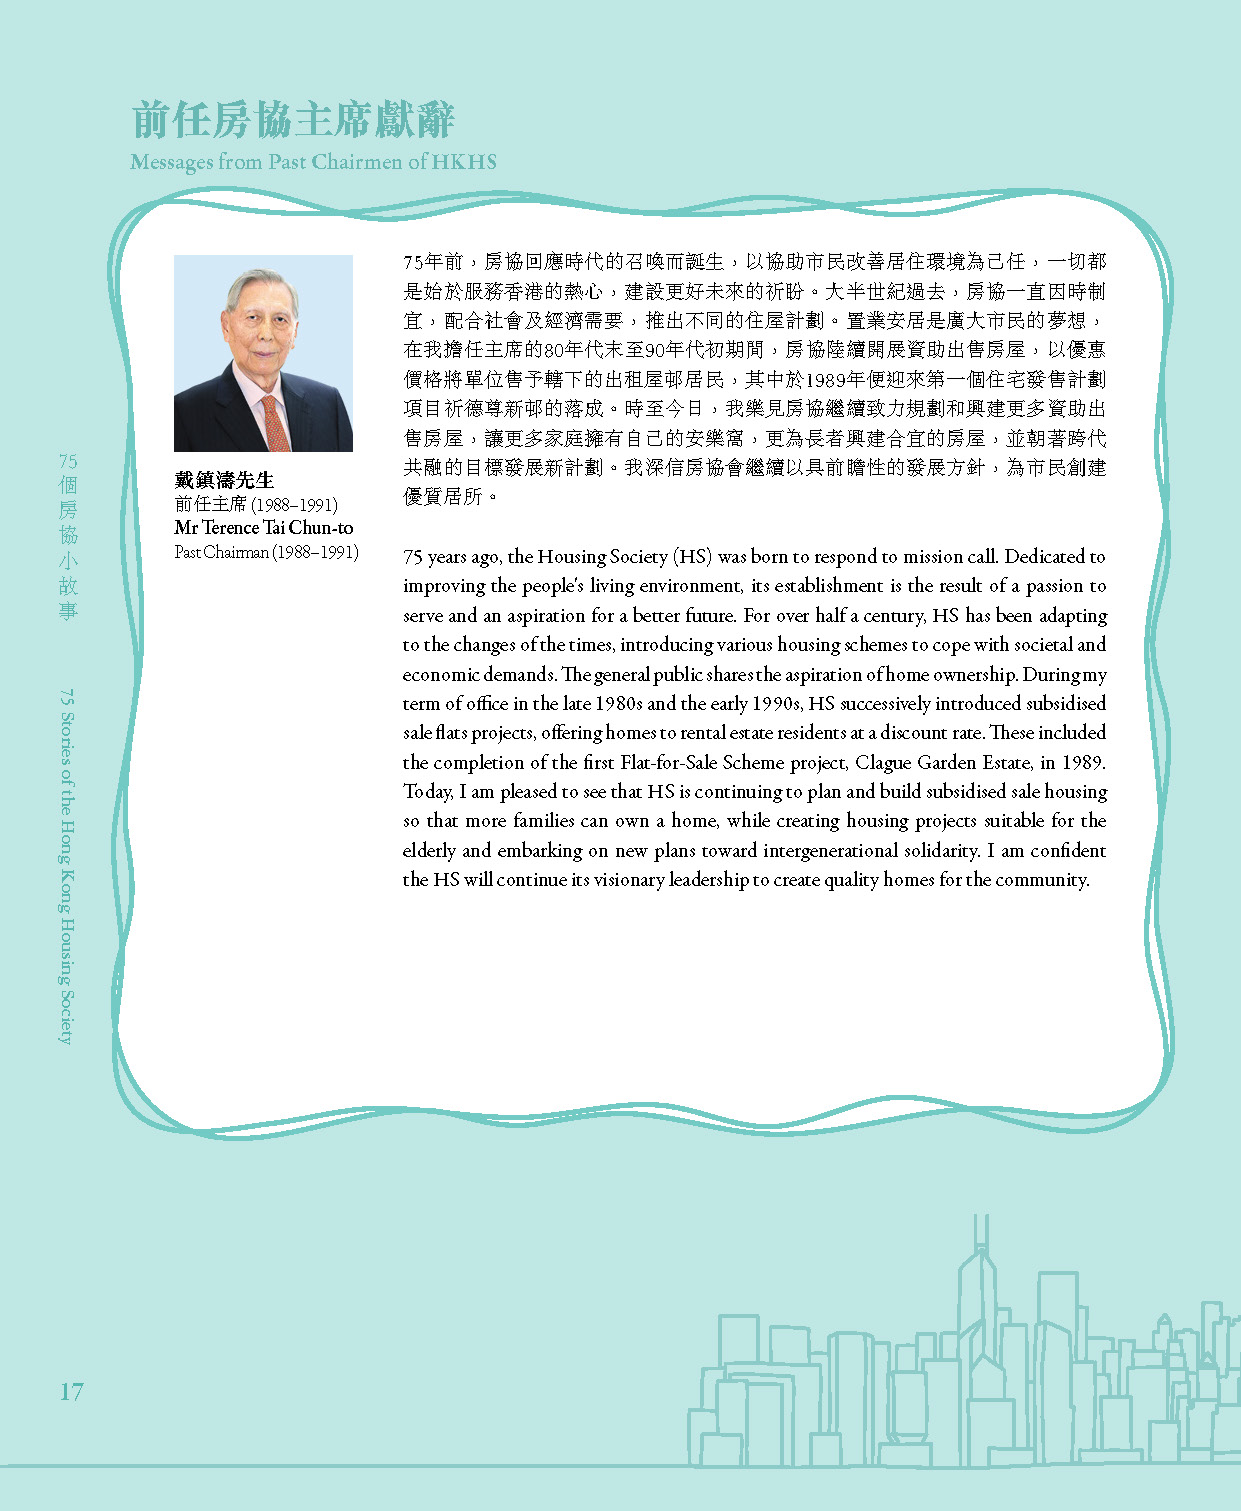 前任房協主席獻辭
Messages from Past Chairmen of HKHS
戴鎮濤先生
前任主席 (1988–1991)
Mr Terence Tai Chun-to
Past Chairman (1988–1991)
75年前，房協回應時代的召喚而誕生，以協助市民改善居住環境為己任，一切都
是始於服務香港的熱心，建設更好未來的祈盼。大半世紀過去，房協一直因時制
宜，配合社會及經濟需要，推出不同的住屋計劃。置業安居是廣大市民的夢想，
在我擔任主席的80年代末至90年代初期間，房協陸續開展資助出售房屋，以優惠
價格將單位售予轄下的出租屋邨居民，其中於1989年便迎來第一個住宅發售計劃
項目祈德尊新邨的落成。時至今日，我樂見房協繼續致力規劃和興建更多資助出
售房屋，讓更多家庭擁有自己的安樂窩，更為長者興建合宜的房屋，並朝著跨代
共融的目標發展新計劃。我深信房協會繼續以具前瞻性的發展方針，為市民創建
優質居所。
75 years ago, the Housing Society (HS) was born to respond to mission call. Dedicated to
improving the people's living environment, its establishment is the result of a passion to
serve and an aspiration for a better future. For over half a century, HS has been adapting
to the changes of the times, introducing various housing schemes to cope with societal and
economic demands. The general public shares the aspiration of home ownership. During my
term of office in the late 1980s and the early 1990s, HS successively introduced subsidised
sale flats projects, offering homes to rental estate residents at a discount rate. These included
the completion of the first Flat-for-Sale Scheme project, Clague Garden Estate, in 1989.
Today, I am pleased to see that HS is continuing to plan and build subsidised sale housing
so that more families can own a home, while creating housing projects suitable for the
elderly and embarking on new plans toward intergenerational solidarity. I am confident
the HS will continue its visionary leadership to create quality homes for the community.
75個房協小故事
75 Stories of the Hong Kong Housing Society
17